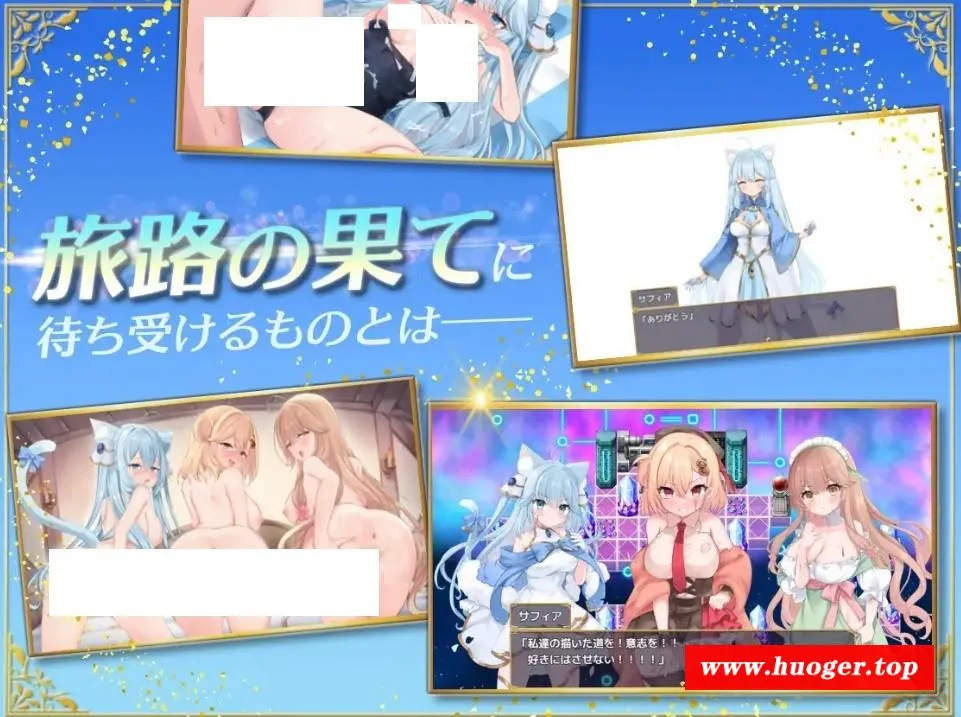 旅路の果てに
待ち受けるものとは──
サフィア
「ありがとう」
サフィア
「私達の描いた道を！意志を！！
好きにはさせない！！！！」
www.huoger.top